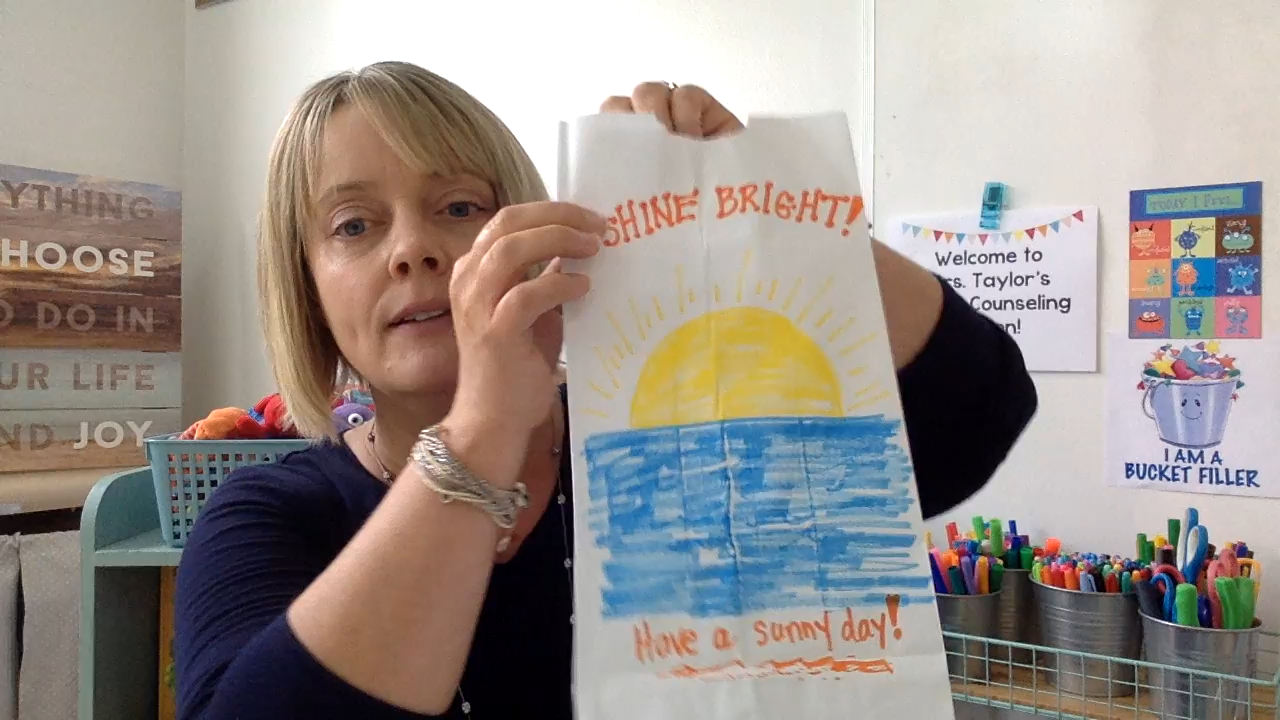 YTHING
HOOSE
DO IN
UR LIFE
ND JOY
SHINE BRIGHT!
Have a sunny day!
Welcome to
s. Taylor's
Counseling
n!
TODAY I FEEL
I AM A
BUCKET FILLER